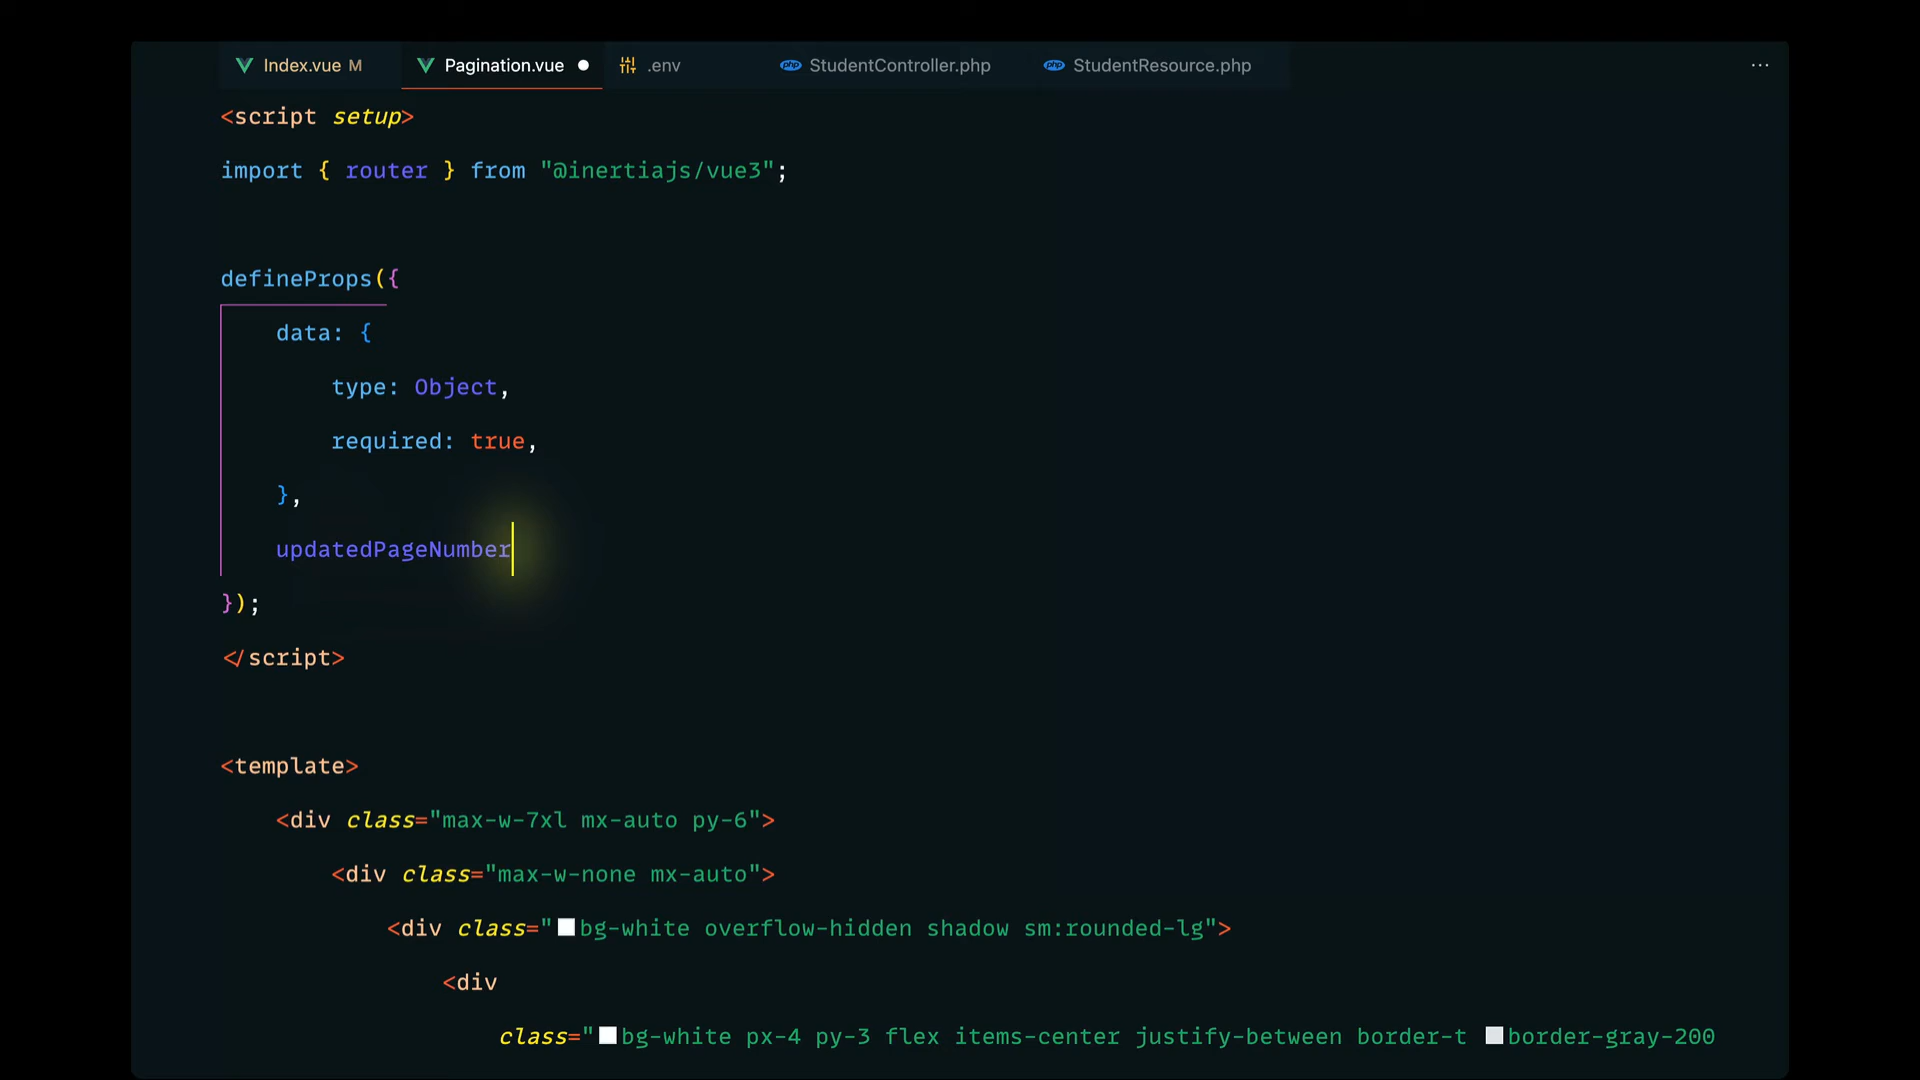 Index.vue M
Pagination.vue
.env
StudentController.php
StudentResource.php
<script setup>
import { router } from "@inertiajs/vue3";
defineProps({
data: {
type: Object,
required: true,
},
updatedPageNumber
});
</script>
<template>
<div class="max-w-7xl mx-auto py-6">
<div class="max-w-none mx-auto">
<div class="bg-white overflow-hidden shadow sm:rounded-lg">
<div
class="bg-white px-4 py-3 flex items-center justify-between border-t border-gray-200